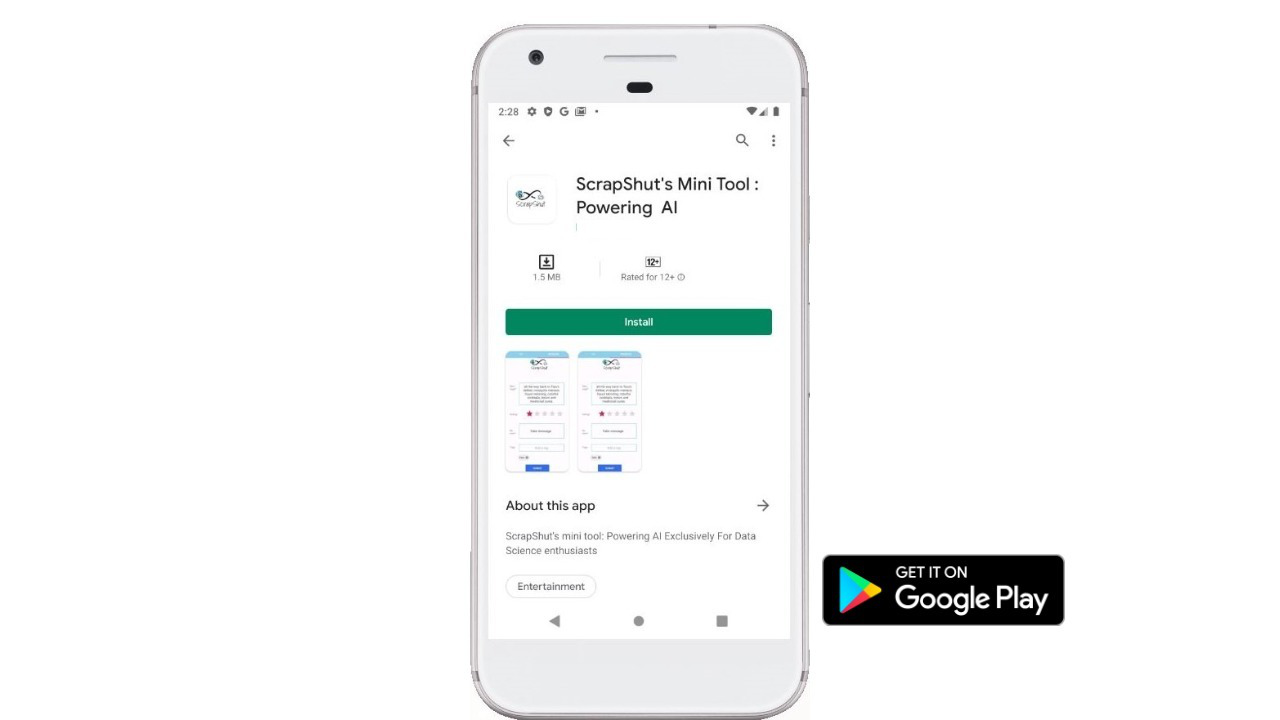 2:28
ScrapShut's Mini Tool :
Powering AI
ScrapShut
12+
1.5 MB
Rated for 12+
Install
About this app
ScrapShut's mini tool: Powering AI Exclusively For Data
Science enthusiasts
Entertainment
GET IT ON
Google Play